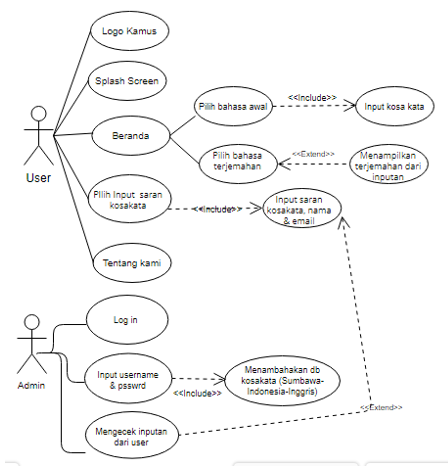 Logo Kamus
Splash Screen
Beranda
Pilih bahasa awal
<<Include>>
Input kosa kata
User
Pilih bahasa
terjemahan
<<Extend>>
Menampilkan
terjemahan dari
inputan
PIlih Input saran
kosakata
<<Include>>
Input saran
kosakata, nama
& email
Tentang kami
Log in
Admin
Input username
& psswrd
<<Include>>
Menambahakan db
kosakata (Sumbawa-
Indonesia-Inggris)
Mengecek inputan
dari user
<<Extend>>